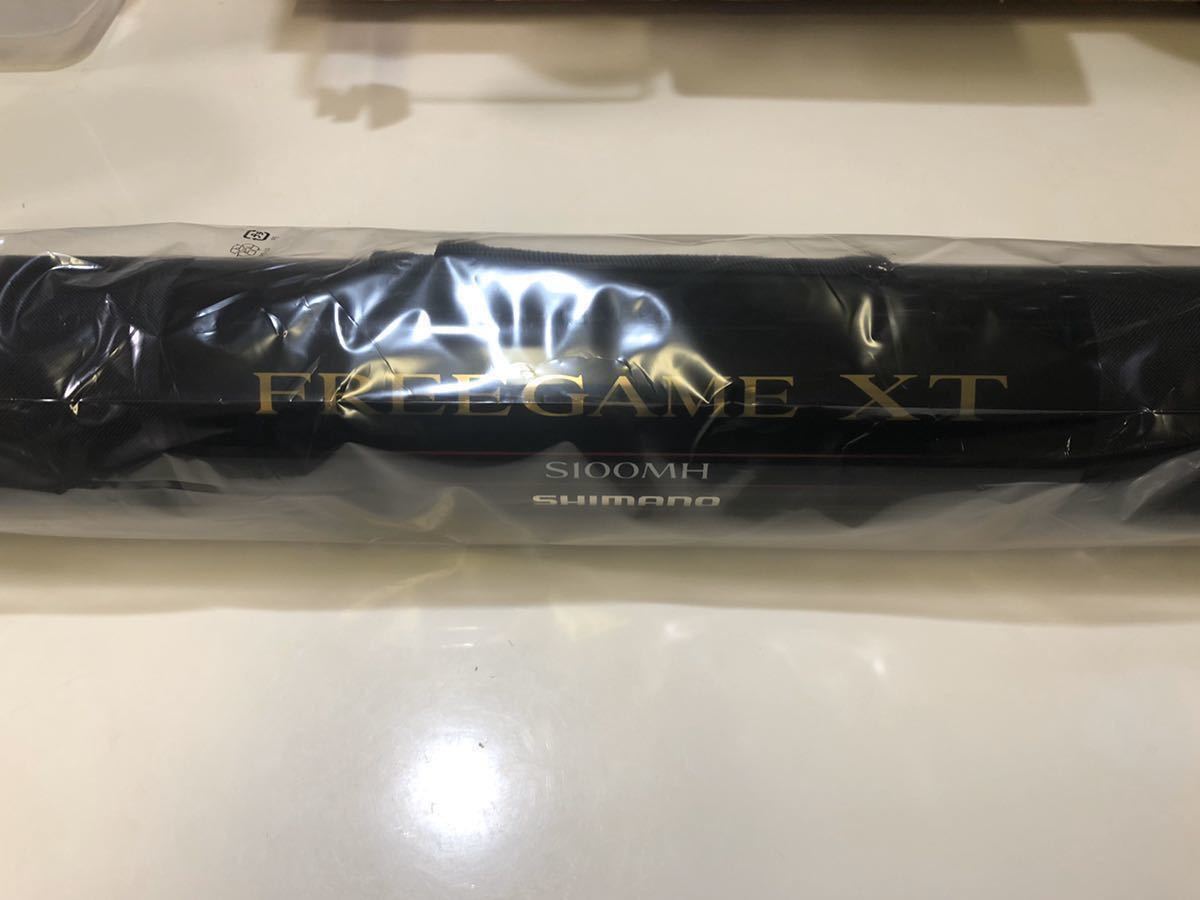 FREEGAME XT
S100MH
SHIMANO